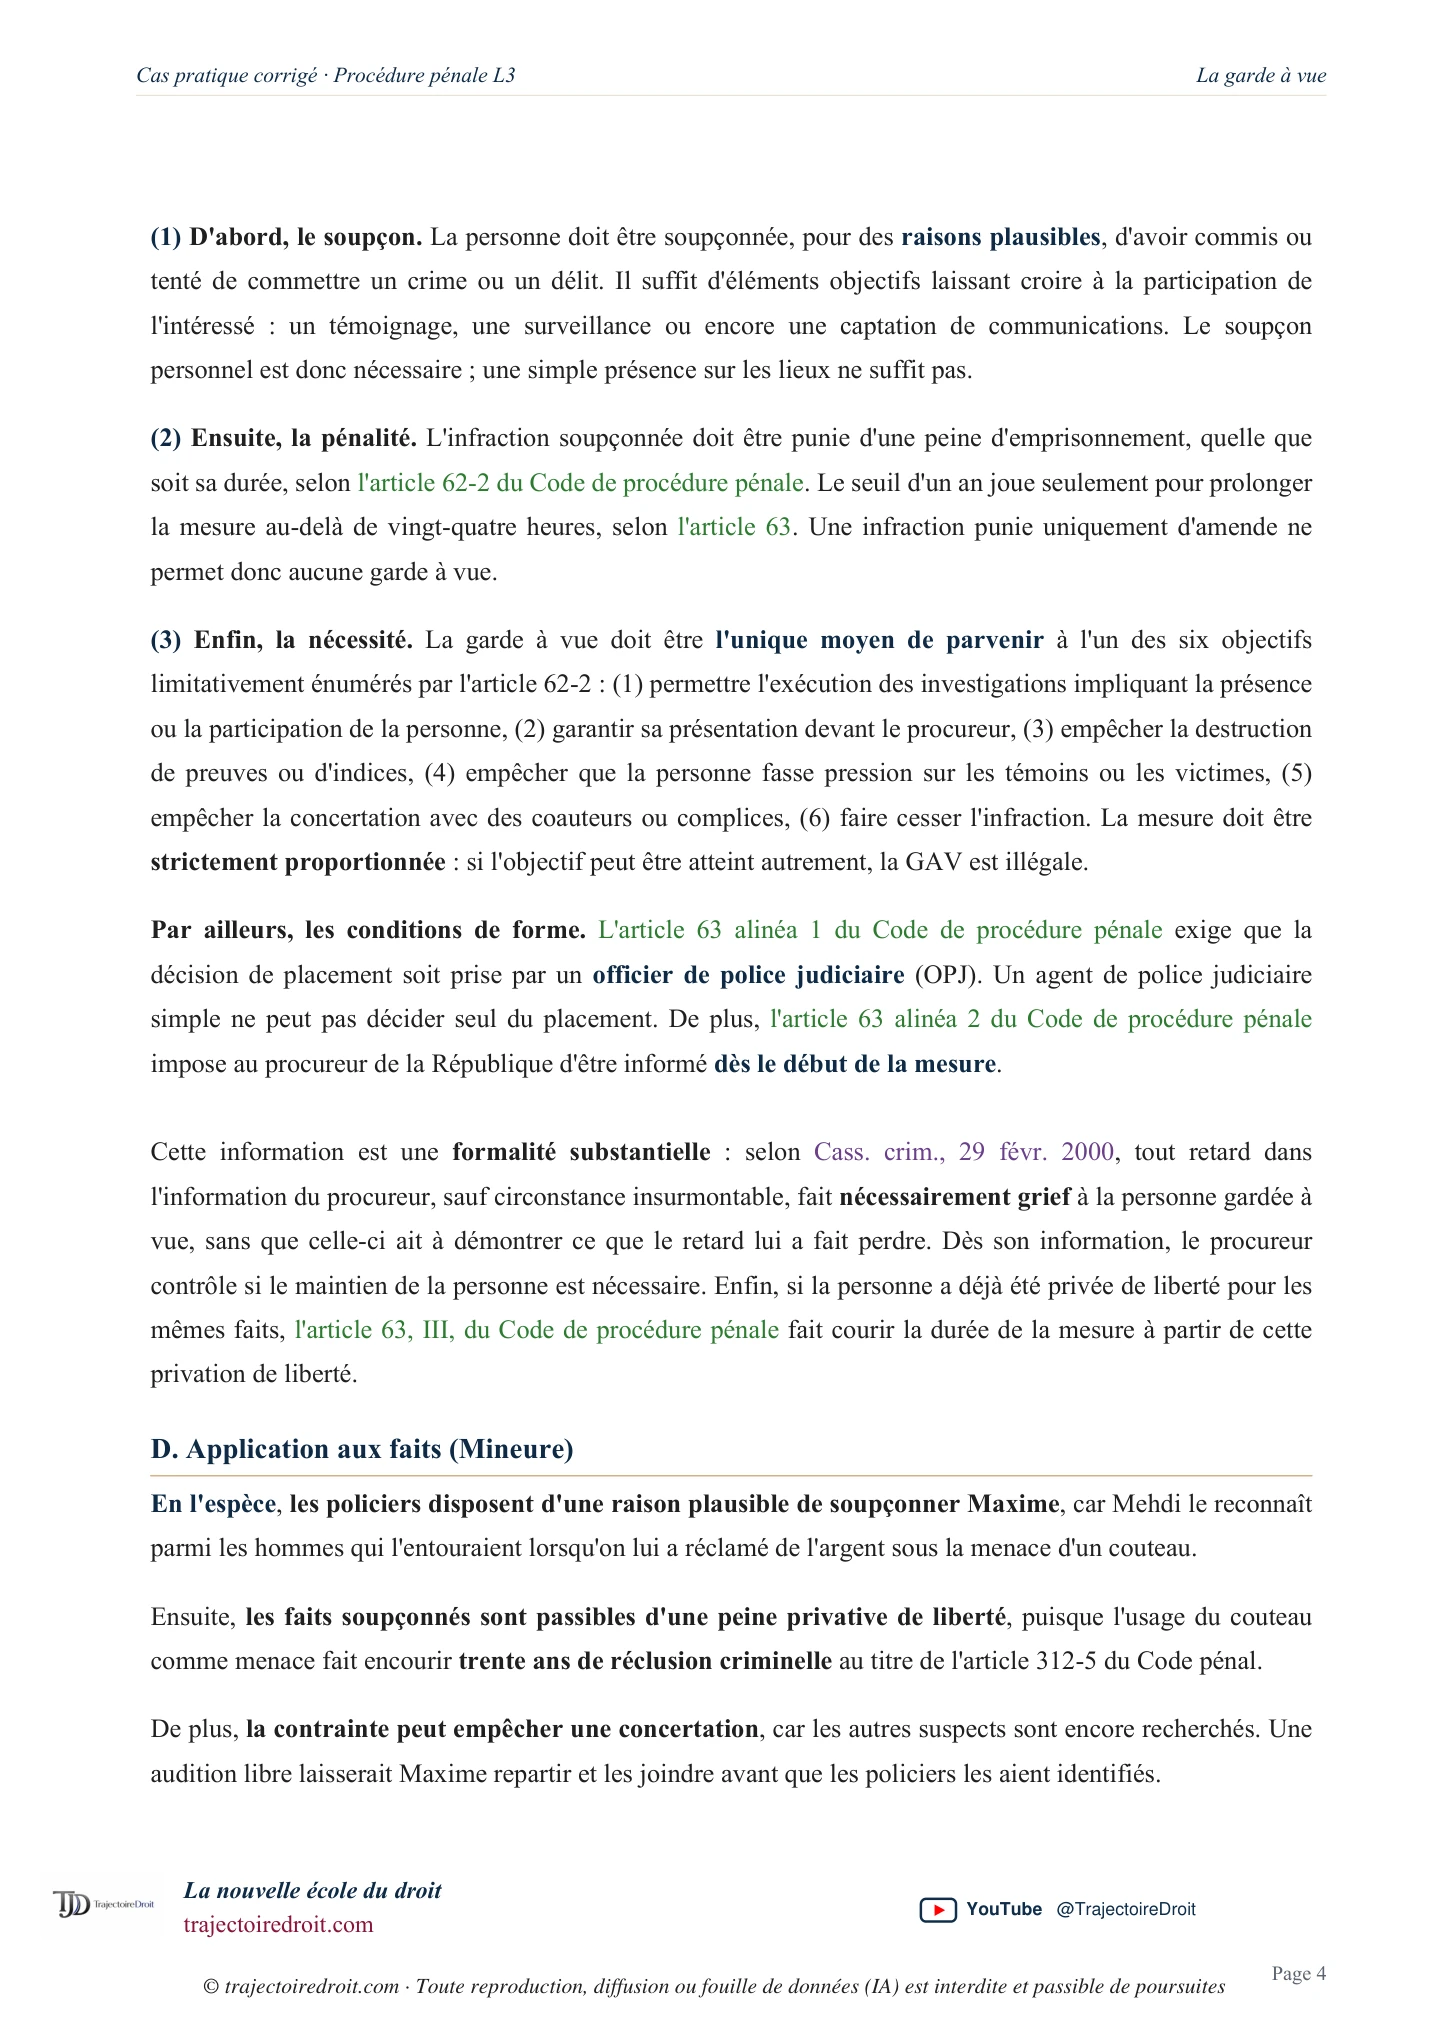 Cas pratique corrigé · Procédure pénale L3
La garde à vue
(1) D'abord, le soupçon. La personne doit être soupçonnée, pour des raisons plausibles, d'avoir commis ou
tenté de commettre un crime ou un délit. Il suffit d'éléments objectifs laissant croire à la participation de
l'intéressé : un témoignage, une surveillance ou encore une captation de communications. Le soupçon
personnel est donc nécessaire ; une simple présence sur les lieux ne suffit pas.
(2) Ensuite, la pénalité. L'infraction soupçonnée doit être punie d'une peine d'emprisonnement, quelle que
soit sa durée, selon l'article 62-2 du Code de procédure pénale. Le seuil d'un an joue seulement pour prolonger
la mesure au-delà de vingt-quatre heures, selon l'article 63. Une infraction punie uniquement d'amende ne
permet donc aucune garde à vue.
(3) Enfin, la nécessité. La garde à vue doit être l'unique moyen de parvenir à l'un des six objectifs
limitativement énumérés par l'article 62-2 : (1) permettre l'exécution des investigations impliquant la présence
ou la participation de la personne, (2) garantir sa présentation devant le procureur, (3) empêcher la destruction
de preuves ou d'indices, (4) empêcher que la personne fasse pression sur les témoins ou les victimes, (5)
empêcher la concertation avec des coauteurs ou complices, (6) faire cesser l'infraction. La mesure doit être
strictement proportionnée : si l'objectif peut être atteint autrement, la GAV est illégale.
Par ailleurs, les conditions de forme. L'article 63 alinéa 1 du Code de procédure pénale exige que la
décision de placement soit prise par un officier de police judiciaire (OPJ). Un agent de police judiciaire
simple ne peut pas décider seul du placement. De plus, l'article 63 alinéa 2 du Code de procédure pénale
impose au procureur de la République d'être informé dès le début de la mesure.
Cette information est une formalité substantielle : selon Cass. crim., 29 févr. 2000, tout retard dans
l'information du procureur, sauf circonstance insurmontable, fait nécessairement grief à la personne gardée à
vue, sans que celle-ci ait à démontrer ce que le retard lui a fait perdre. Dès son information, le procureur
contrôle si le maintien de la personne est nécessaire. Enfin, si la personne a déjà été privée de liberté pour les
mêmes faits, l'article 63, III, du Code de procédure pénale fait courir la durée de la mesure à partir de cette
privation de liberté.
D. Application aux faits (Mineure)
En l'espèce, les policiers disposent d'une raison plausible de soupçonner Maxime, car Mehdi le reconnaît
parmi les hommes qui l'entouraient lorsqu'on lui a réclamé de l'argent sous la menace d'un couteau.
Ensuite, les faits soupçonnés sont passibles d'une peine privative de liberté, puisque l'usage du couteau
comme menace fait encourir trente ans de réclusion criminelle au titre de l'article 312-5 du Code pénal.
De plus, la contrainte peut empêcher une concertation, car les autres suspects sont encore recherchés. Une
audition libre laisserait Maxime repartir et les joindre avant que les policiers les aient identifiés.
TJD TrajectoireDroit
La nouvelle école du droit
trajectoiredroit.com
YouTube @TrajectoireDroit
© trajectoiredroit.com · Toute reproduction, diffusion ou fouille de données (IA) est interdite et passible de poursuites
Page 4